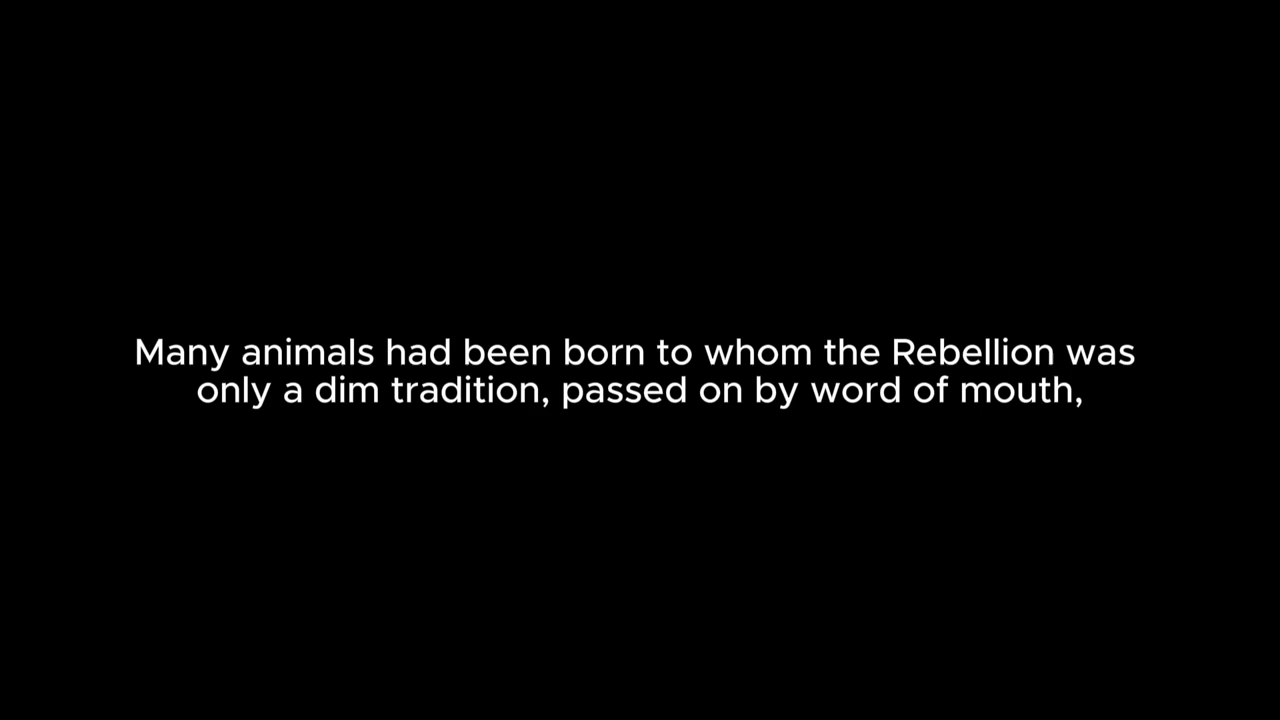 Many animals had been born to whom the Rebellion was
only a dim tradition, passed on by word of mouth,